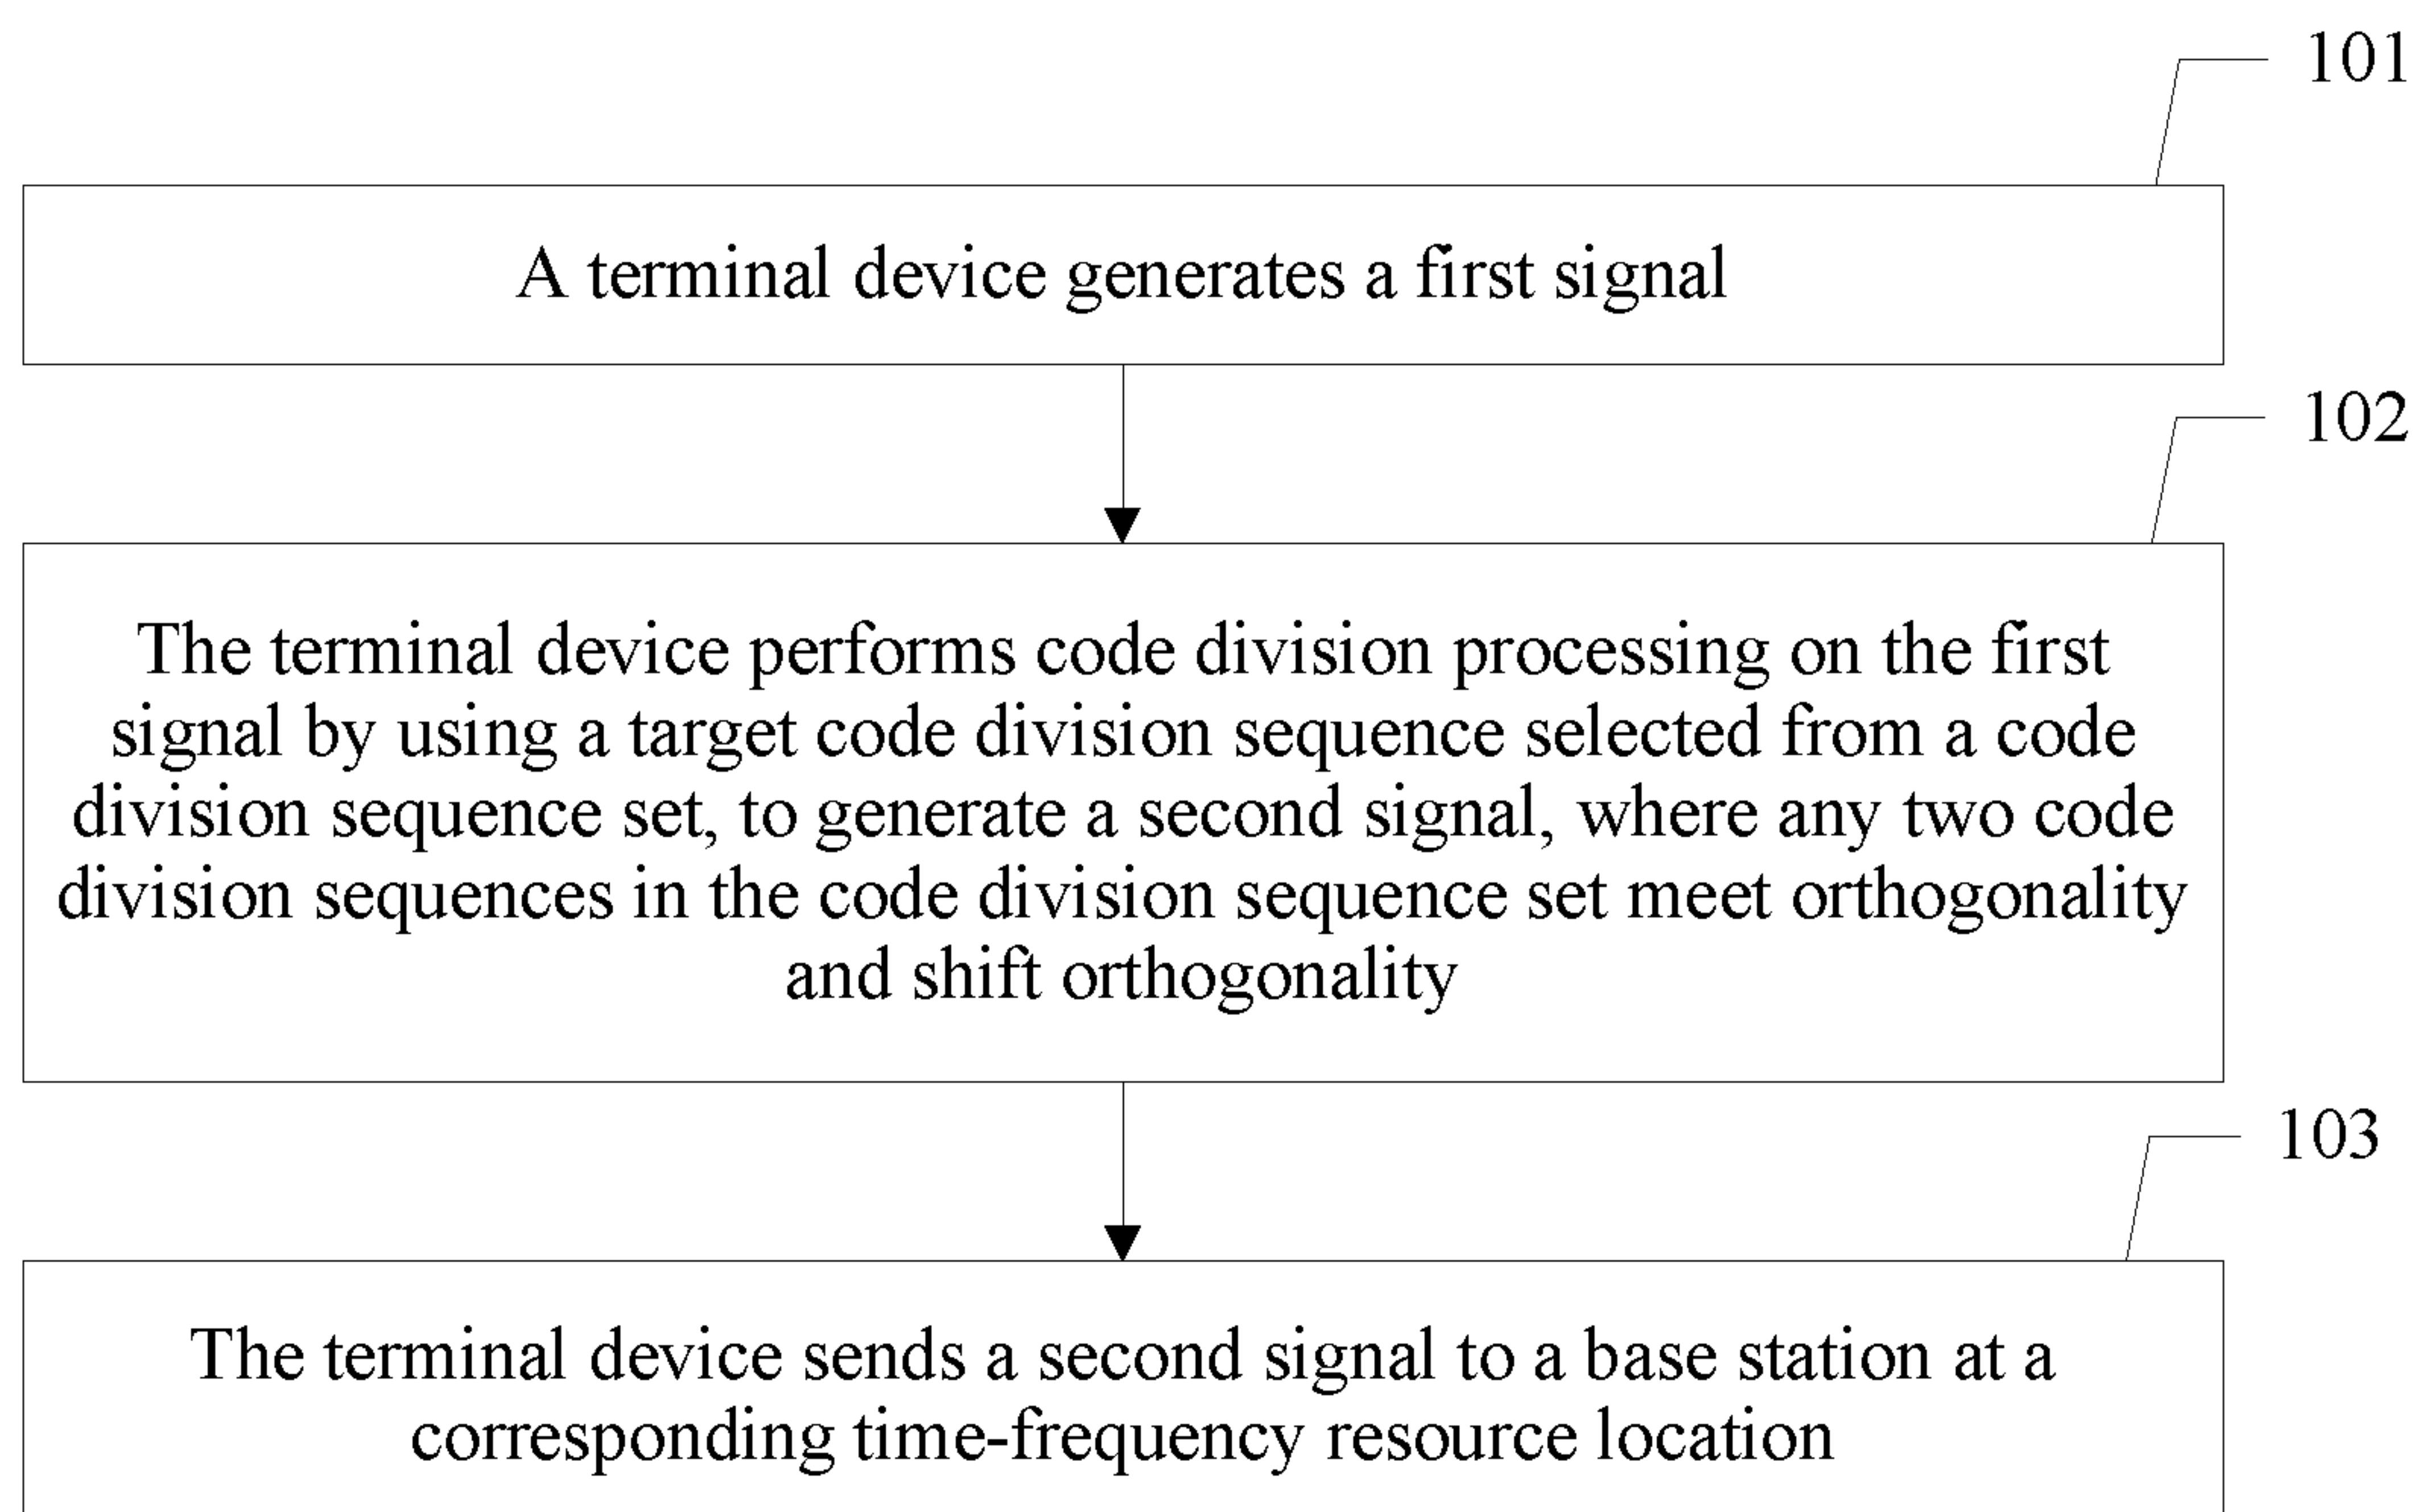 101
A terminal device generates a first signal
102
The terminal device performs code division processing on the first
signal by using a target code division sequence selected from a code
division sequence set, to generate a second signal, where any two code
division sequences in the code division sequence set meet orthogonality
and shift orthogonality
103
The terminal device sends a second signal to a base station at a
corresponding time-frequency resource location